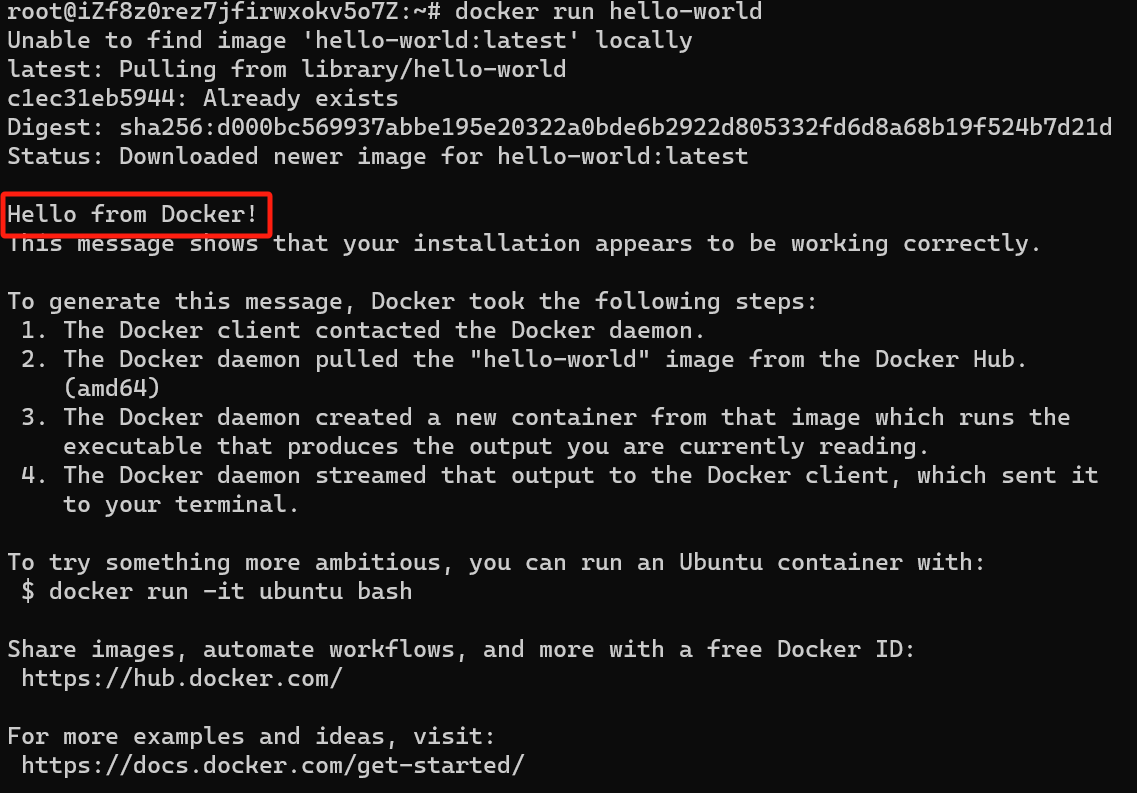 root@iZf8z0rez7jfirwxokv5o7Z:~# docker run hello-world
Unable to find image 'hello-world:latest' locally
latest: Pulling from library/hello-world
c1ec31eb5944: Already exists
Digest: sha256:d000bc569937abbe195e20322a0bde6b2922d805332fd6d8a68b19f524b7d21d
Status: Downloaded newer image for hello-world:latest
Hello from Docker!
This message shows that your installation appears to be working correctly.
To generate this message, Docker took the following steps:
1. The Docker client contacted the Docker daemon.
2. The Docker daemon pulled the "hello-world" image from the Docker Hub.
(amd64)
3. The Docker daemon created a new container from that image which runs the
executable that produces the output you are currently reading.
4. The Docker daemon streamed that output to the Docker client, which sent it
to your terminal.
To try something more ambitious, you can run an Ubuntu container with:
$ docker run -it ubuntu bash
Share images, automate workflows, and more with a free Docker ID:
https://hub.docker.com/
For more examples and ideas, visit:
https://docs.docker.com/get-started/